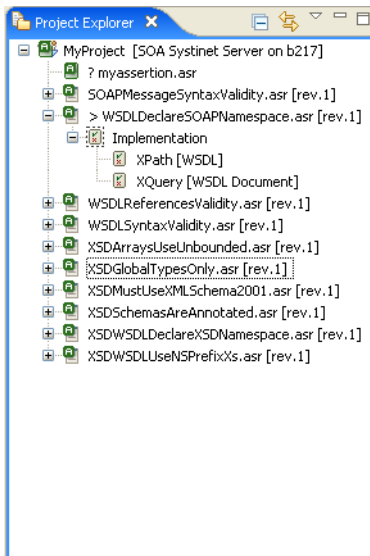 Project Explorer
MyProject [SOA Systinet Server on b217]
? myassertion.asr
SOAPMessageSyntaxValidity.asr [rev.1]
> WSDLDeclareSOAPNamespace.asr [rev.1]
Implementation
XPath [WSDL]
XQuery [WSDL Document]
WSDLReferencesValidity.asr [rev.1]
WSDLSyntaxValidity.asr [rev.1]
XSDArraysUseUnbounded.asr [rev.1]
XSDGlobalTypesOnly.asr [rev.1]
XSDMustUseXMLSchema2001.asr [rev.1]
XSDSchemasAreAnnotated.asr [rev.1]
XSDWSDLDeclareXSDNamespace.asr [rev.1]
XSDWSDLUseNSPrefixXs.asr [rev.1]